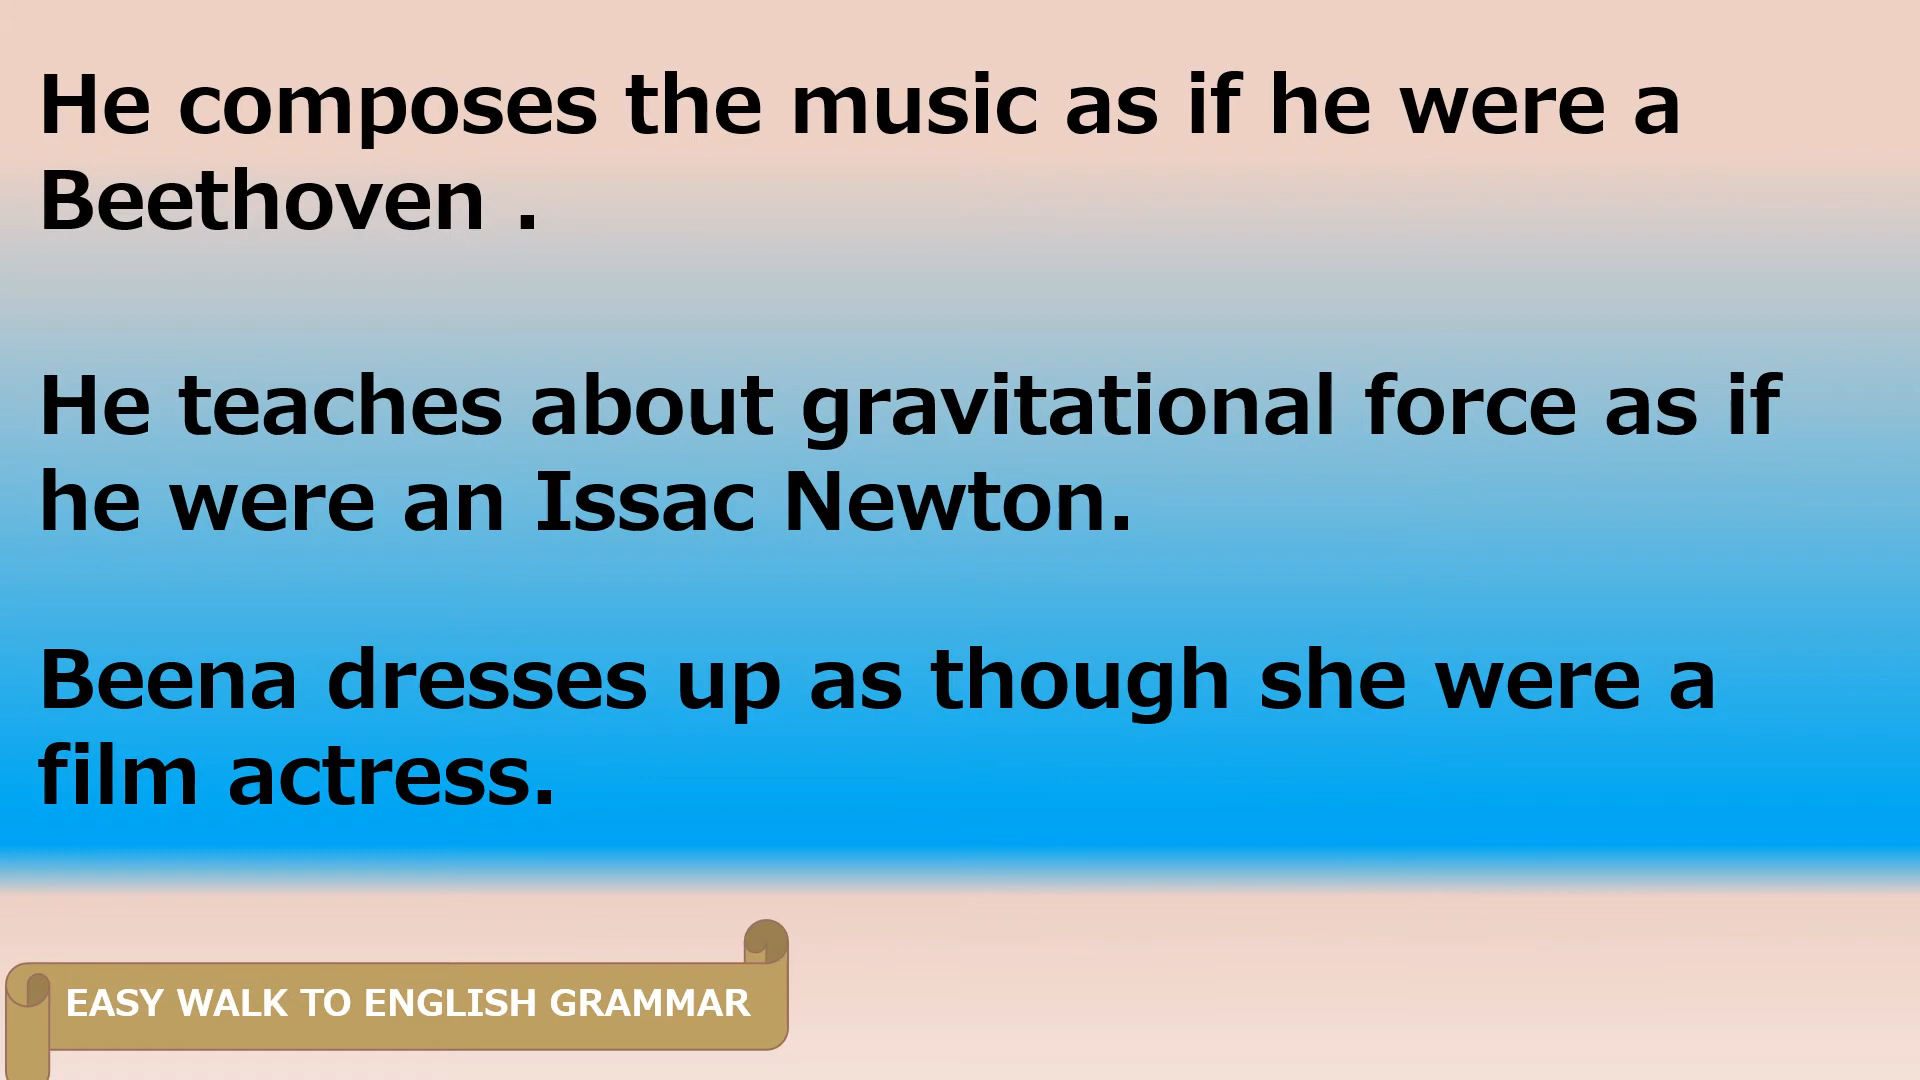 He composes the music as if he were a
Beethoven .
He teaches about gravitational force as if
he were an Issac Newton.
Beena dresses up as though she were a
film actress.
EASY WALK TO ENGLISH GRAMMAR